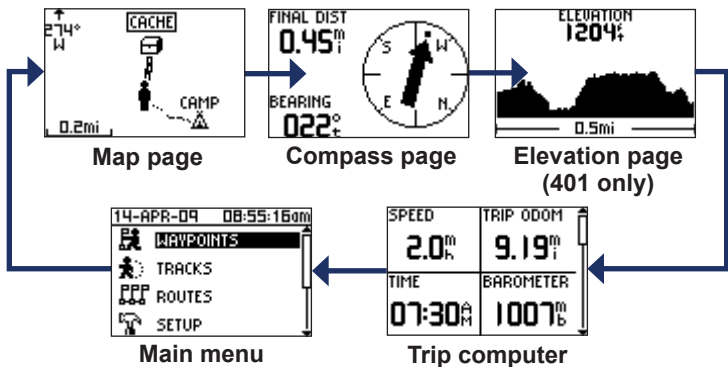 274°
W
CACHE
CAMP
0.2mi
Map page
FINAL DIST
0.45mi
BEARING
022°t
S W
E N
Compass page
ELEVATION
1204ft
0.5mi
Elevation page
(401 only)
14-APR-09 08:55:16am
WAYPOINTS
TRACKS
ROUTES
SETUP
Main menu
SPEED
2.0mh
TRIP ODOM
9.19mi
TIME
07:30AM
BAROMETER
1007mb
Trip computer